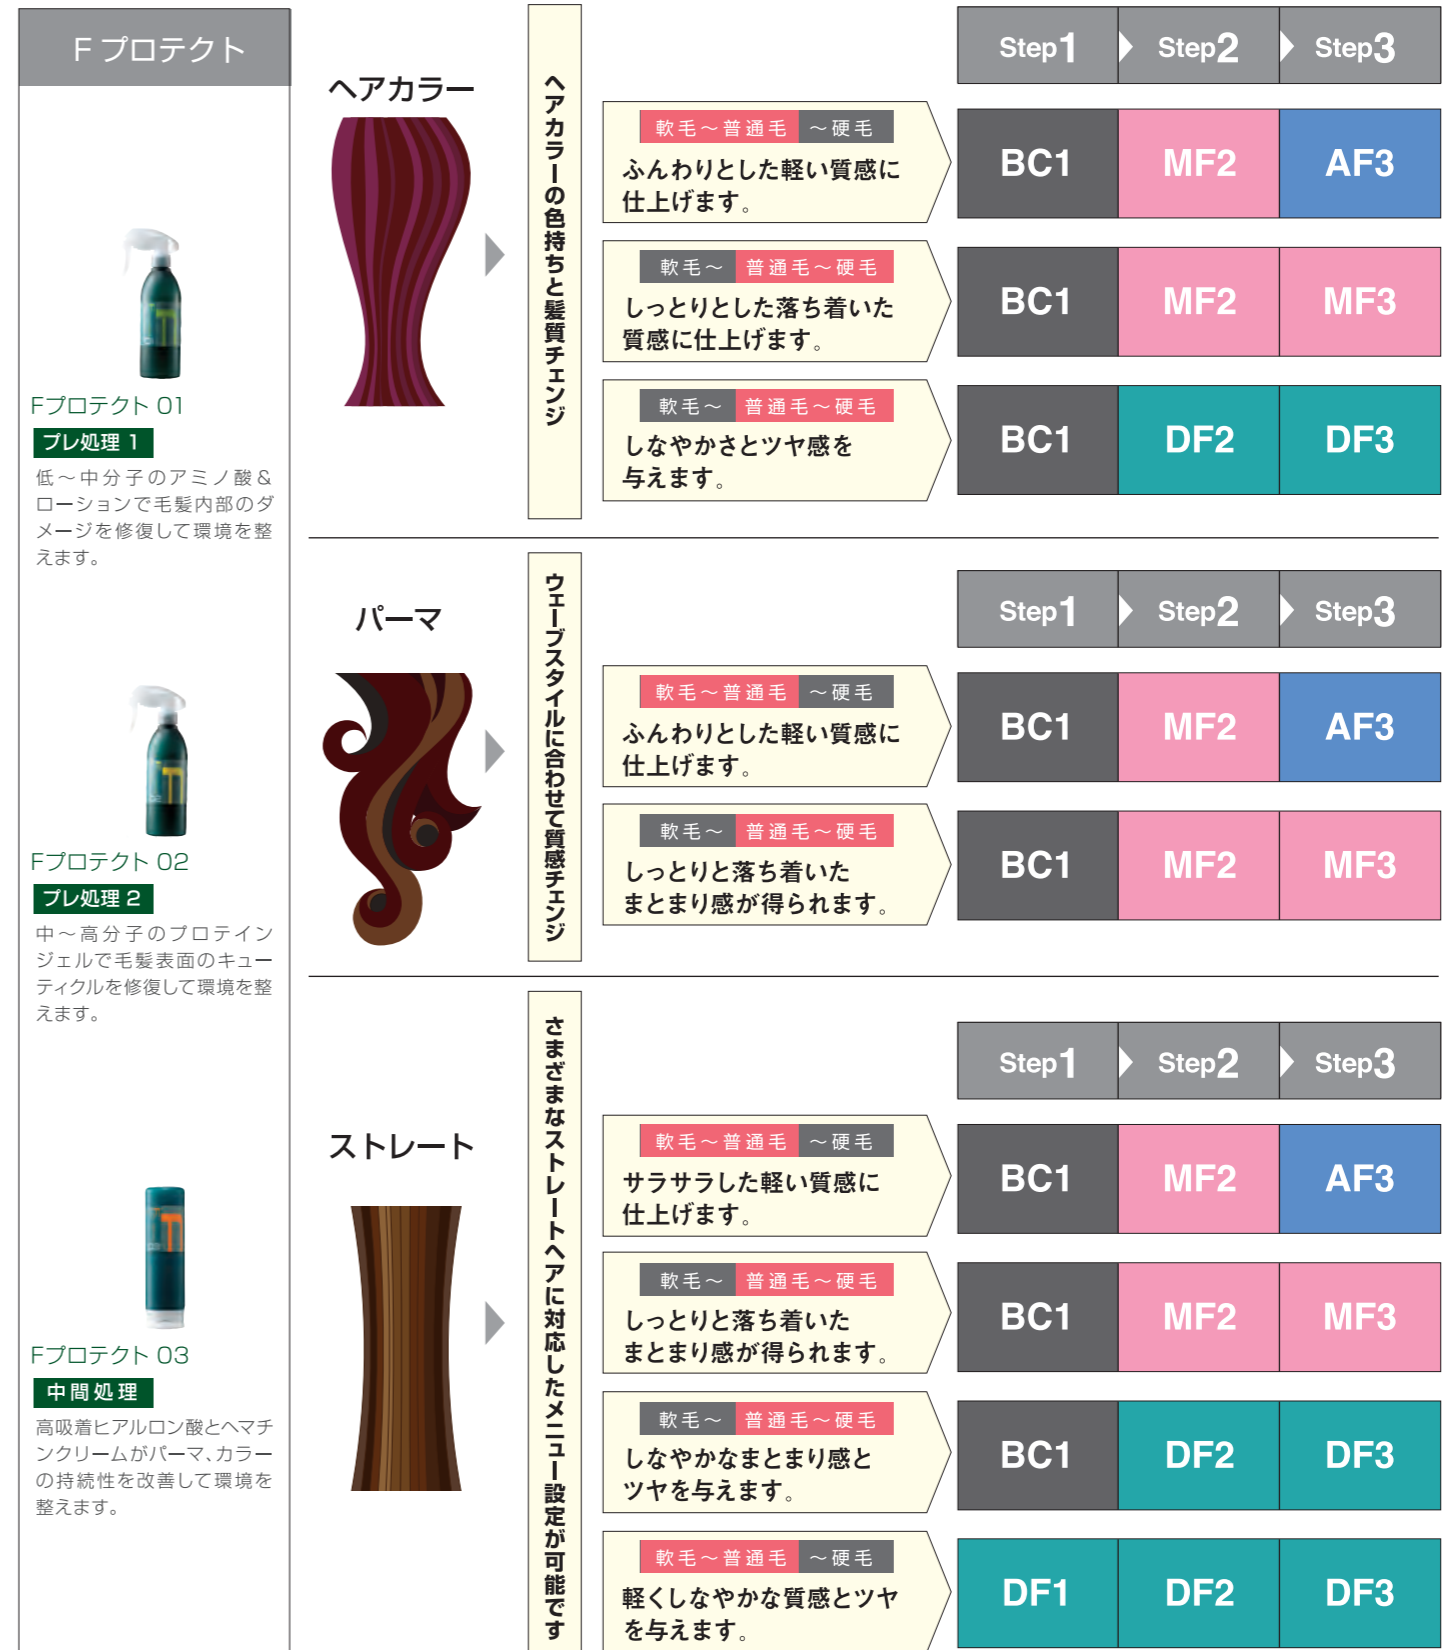 F プロテクト
Fプロテクト 01
プレ処理 1
低～中分子のアミノ酸&
ローションで毛髪内部のダ
メージを修復して環境を整
えます。
Fプロテクト 02
プレ処理 2
中～高分子のプロテイン
ジェルで毛髪表面のキュー
ティクルを修復して環境を整
えます。
Fプロテクト 03
中間処理
高吸着ヒアルロン酸とヘマチ
ンクリームがパーマ、カラー
の持続性を改善して環境を
整えます。
ヘアカラー
ヘアカラーの色持ちと髪質チェンジ
Step1 Step2 Step3
軟毛～普通毛 ～硬毛
ふんわりとした軽い質感に
仕上げます。
BC1 MF2 AF3
軟毛～ 普通毛～硬毛
しっとりとした落ち着いた
質感に仕上げます。
BC1 MF2 MF3
軟毛～ 普通毛～硬毛
しなやかさとツヤ感を
与えます。
BC1 DF2 DF3
パーマ
ウェーブスタイルに合わせて質感チェンジ
Step1 Step2 Step3
軟毛～普通毛 ～硬毛
ふんわりとした軽い質感に
仕上げます。
BC1 MF2 AF3
軟毛～ 普通毛～硬毛
しっとりと落ち着いた
まとまり感が得られます。
BC1 MF2 MF3
ストレート
さまざまなストレートヘアに対応したメニュー設定が可能です
Step1 Step2 Step3
軟毛～普通毛 ～硬毛
サラサラした軽い質感に
仕上げます。
BC1 MF2 AF3
軟毛～ 普通毛～硬毛
しっとりと落ち着いた
まとまり感が得られます。
BC1 MF2 MF3
軟毛～ 普通毛～硬毛
しなやかなまとまり感と
ツヤを与えます。
BC1 DF2 DF3
軟毛～普通毛 ～硬毛
軽くしなやかな質感とツヤ
を与えます。
DF1 DF2 DF3